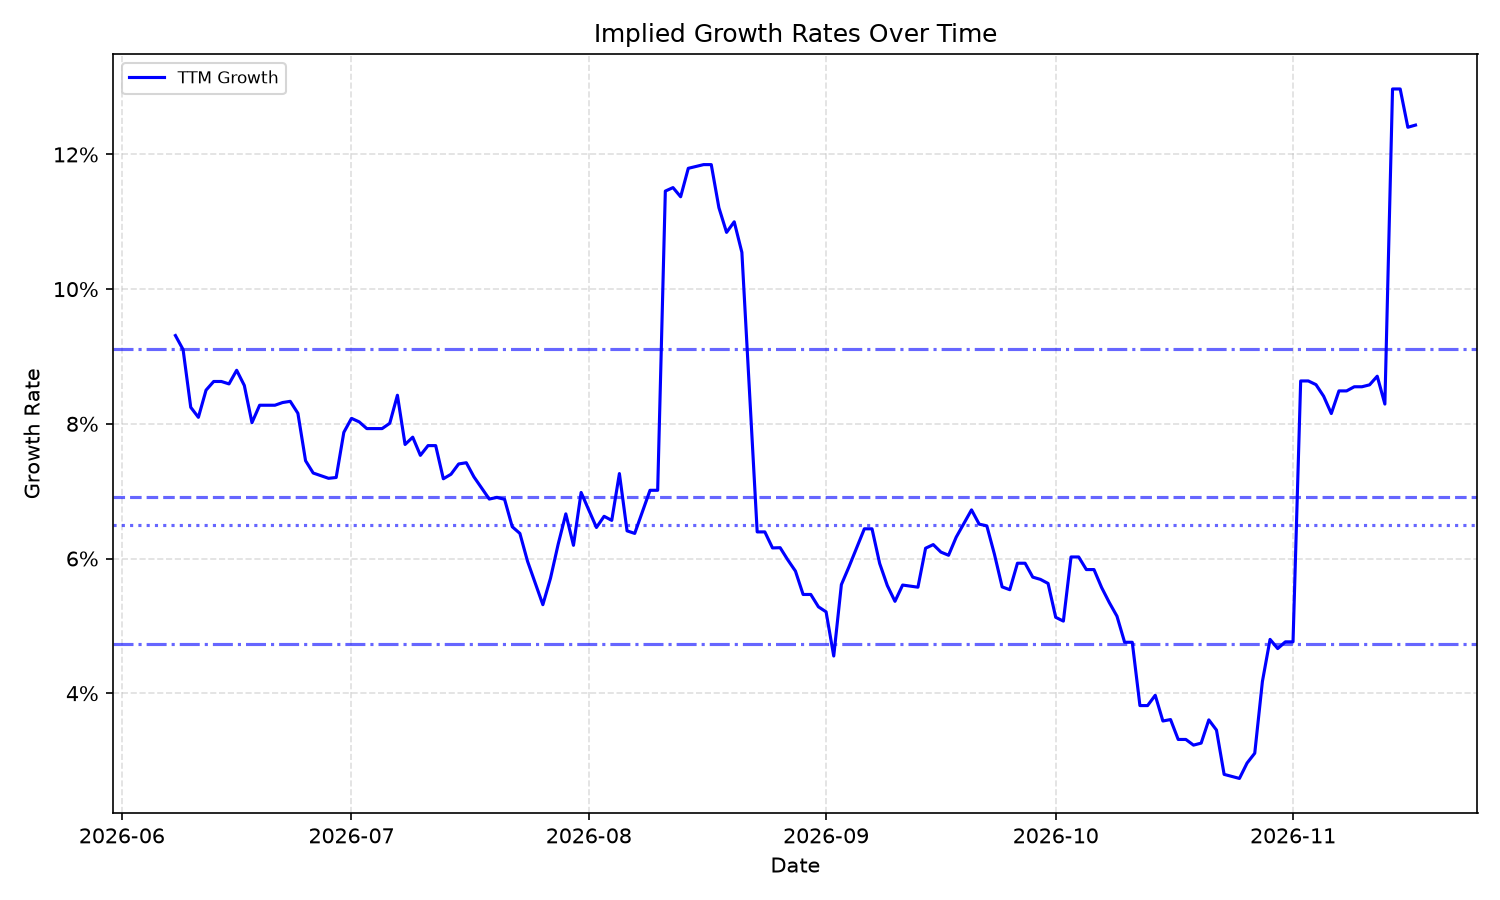 Implied Growth Rates Over Time
TTM Growth
12%
10%
8%
6%
4%
Growth Rate
2026-06
2026-07
2026-08
2026-09
2026-10
2026-11
Date